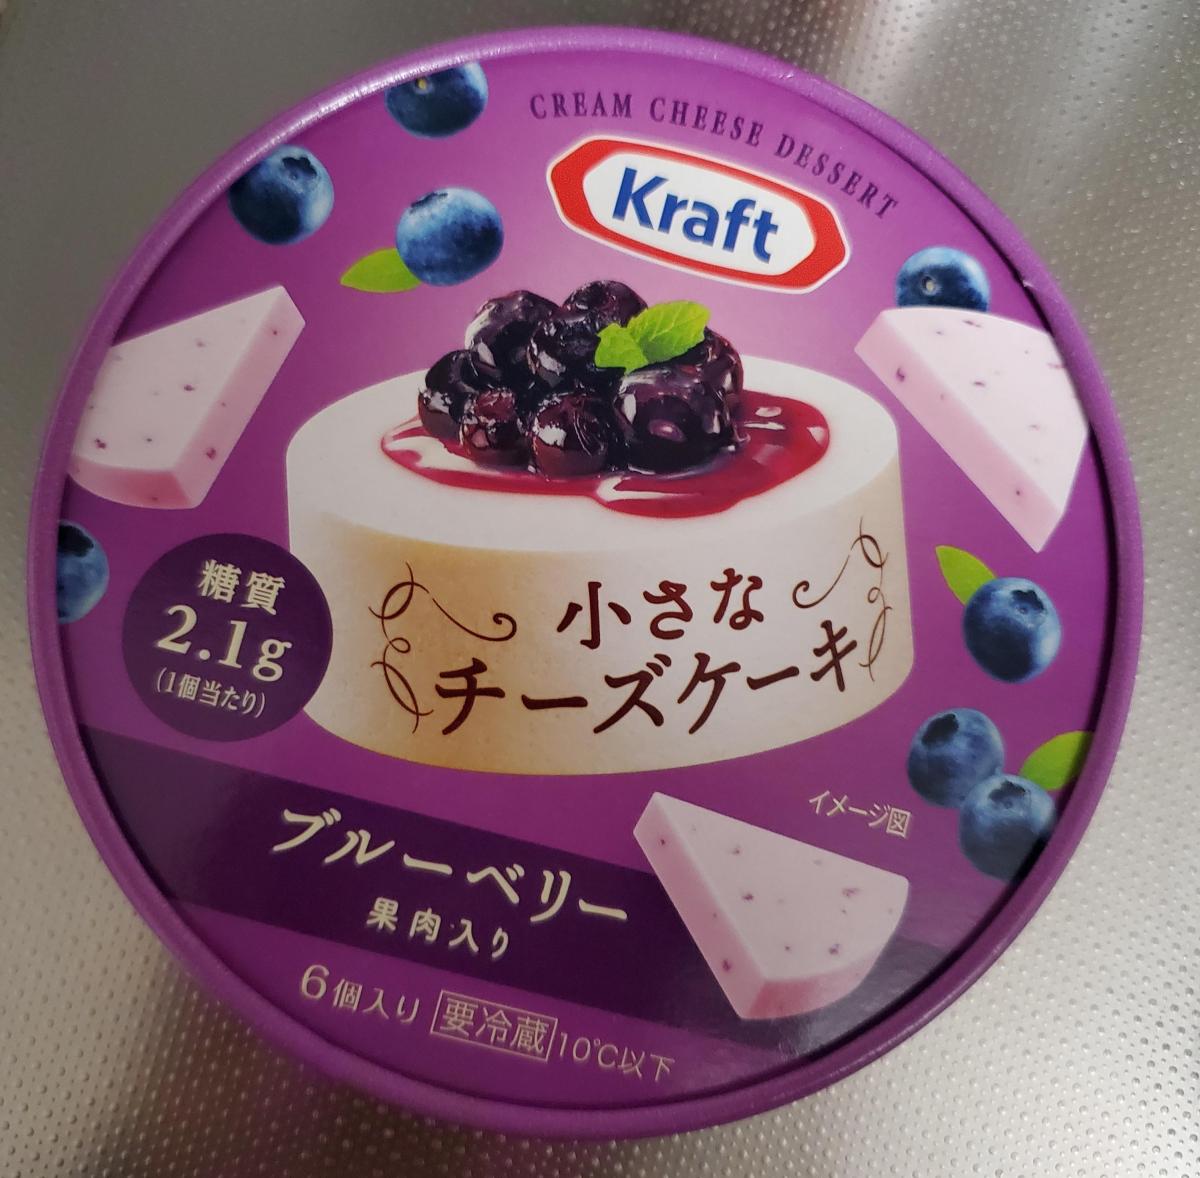 CREAM CHEESE DESSERT
Kraft
小さな
チーズケーキ
糖質
2.1g
(1個当たり)
イメージ図
ブルーベリー
果肉入り
6個入り 要冷蔵 10℃以下